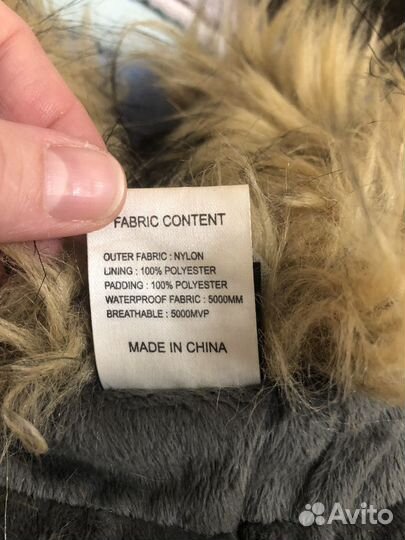 FABRIC CONTENT
OUTER FABRIC : NYLON
LINING : 100% POLYESTER
PADDING : 100% POLYESTER
WATERPROOF FABRIC : 5000MM
BREATHABLE : 5000MVP
MADE IN CHINA
Avito